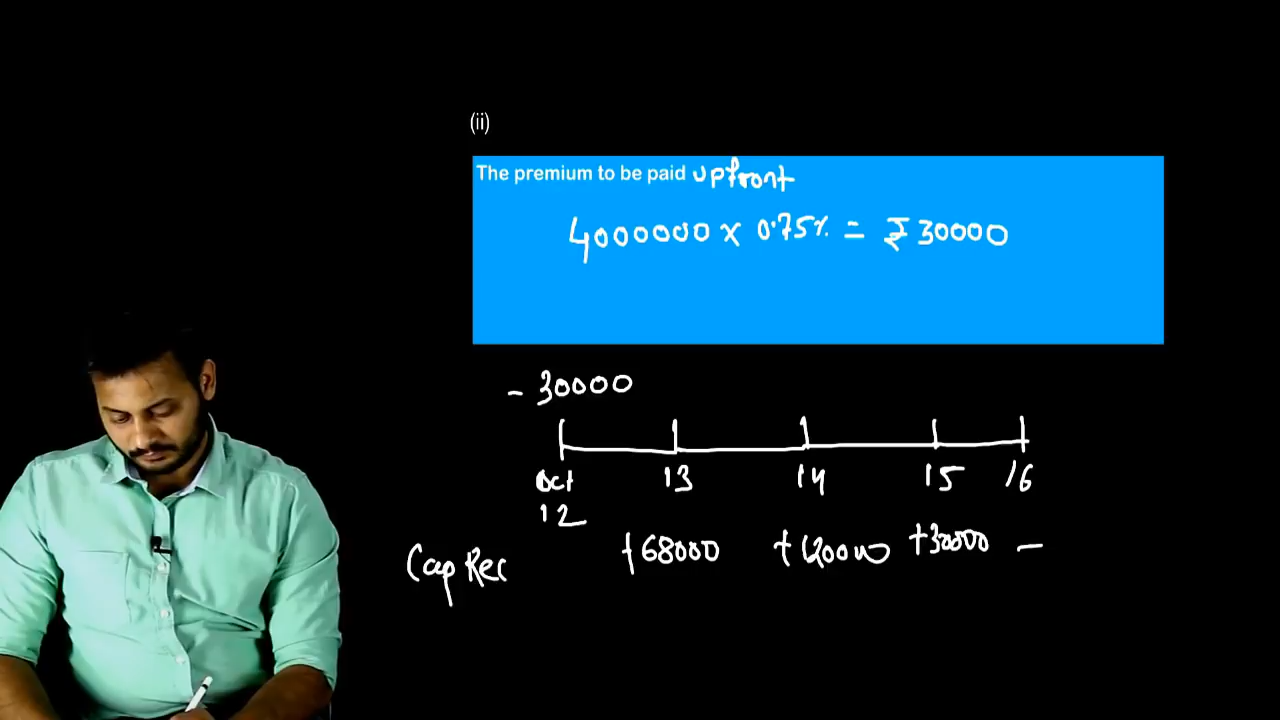 (ii)
The premium to be paid upfront
4000000 x 0.75% = ₹30000
- 30000
Oct 13 14 15 16
12
Cap Rec +68000 +120000 +30000 —